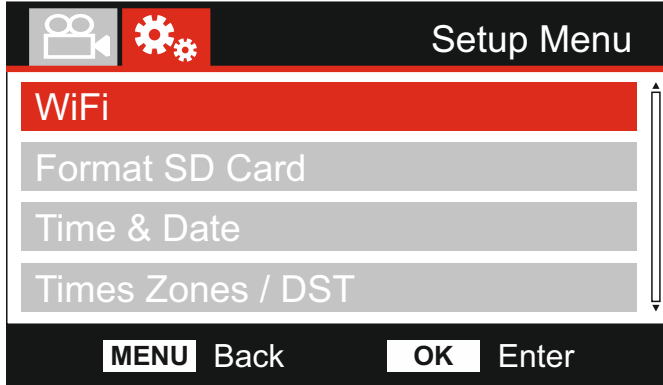 Setup Menu
WiFi
Format SD Card
Time & Date
Times Zones / DST
MENU Back OK Enter